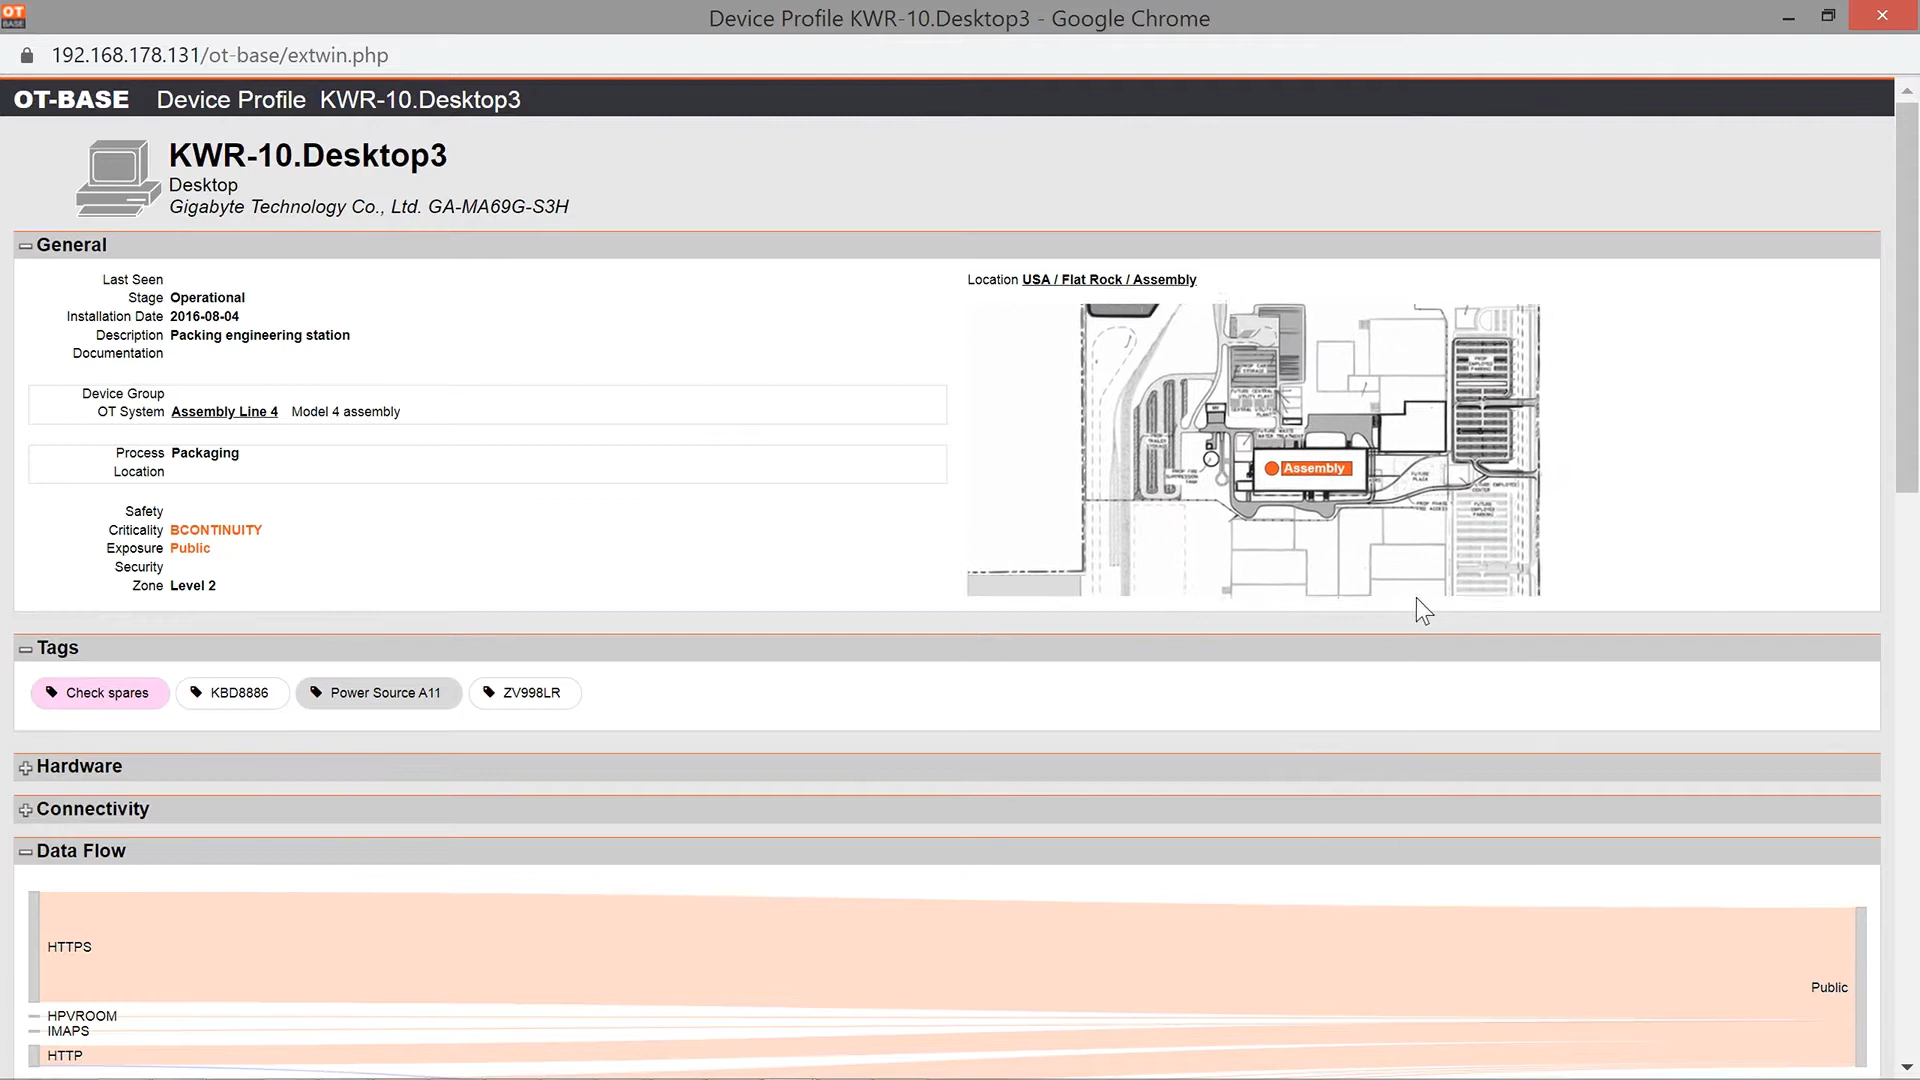 OT
BASE
Device Profile KWR-10.Desktop3 - Google Chrome
192.168.178.131/ot-base/extwin.php
OT-BASE Device Profile KWR-10.Desktop3
KWR-10.Desktop3
Desktop
Gigabyte Technology Co., Ltd. GA-MA69G-S3H
General
Last Seen
Stage Operational
Installation Date 2016-08-04
Description Packing engineering station
Documentation
Device Group
OT System Assembly Line 4 Model 4 assembly
Process Packaging
Location
Safety
Criticality BCONTINUITY
Exposure Public
Security
Zone Level 2
Location USA / Flat Rock / Assembly
Assembly
Tags
Check spares KBD8886 Power Source A11 ZV998LR
Hardware
Connectivity
Data Flow
HTTPS
Public
HPVROOM
IMAPS
HTTP